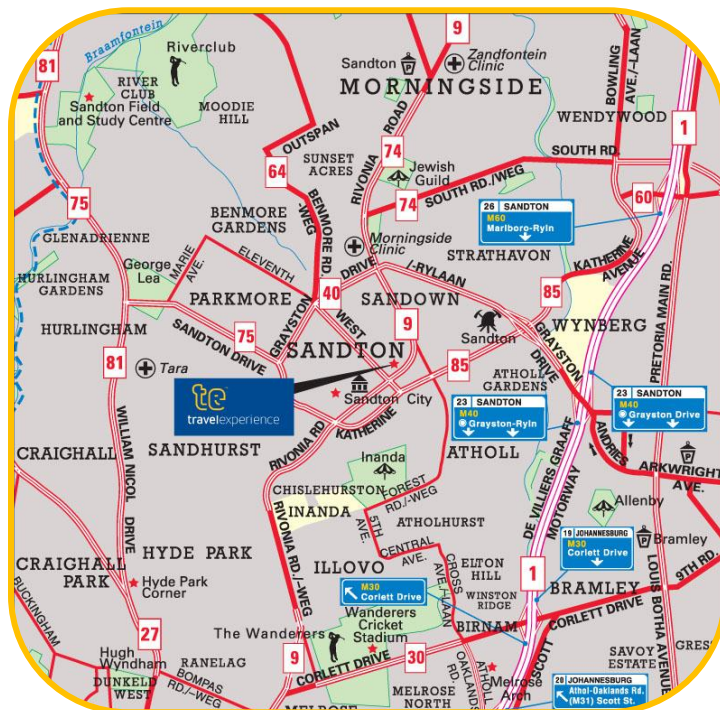 81
Braamfontein
Riverclub
RIVER
CLUB
Sandton Field
and Study Centre
MOODIE
HILL
OUTSPAN
64
SUNSET
ACRES
9
Sandton
Zandfontein
Clinic
MORNINGSIDE
RIVONIA ROAD
74
Jewish
Guild
SOUTH RD./WEG
74
BOWLING
AVE./-LAAN
WENDYWOOD
1
SOUTH RD.
60
26 SANDTON
M60
Marlboro-Ryln
75
GLENADRIENNE
BENMORE
GARDENS
BENMORE RD.
-WEG
Morningside
Clinic
STRATHAVON
KATHERINE
AVENUE
George
Lea
MARIE
AVE.
ELEVENTH
HURLINGHAM
GARDENS
PARKMORE
40
DRIVE
/-RYLAAN
SANDOWN
85
HURLINGHAM
SANDTON DRIVE
75
GRAYSTON
WEST
9
SANDTON
Sandton
GRAYSTON
DRIVE
WYNBERG
PRETORIA MAIN RD.
81
Tara
85
ATHOLL
GARDENS
te
travelexperience
Sandton City
KATHERINE
23 SANDTON
M40
Grayston-Ryln
23 SANDTON
M40
Grayston Drive
CRAIGHALL
WILLIAM NICOL
DRIVE
SANDHURST
RIVONIA RD
Inanda
ATHOLL
DE VILLIERS GRAAFF
MOTORWAY
ANDRIES
ARKWRIGHT
AVE.
CHISLEHURSTON
INANDA
FOREST
RD./-WEG
5TH
AVE.
ATHOLHURST
Allenby
HYDE PARK
RIVONIA RD./-WEG
CENTRAL
AVE.
19 JOHANNESBURG
M30
Corlett Drive
Bramley
CRAIGHALL
PARK
Hyde Park
Corner
ILLOVO
M30
Corlett Drive
CROSS
AVE./-LAAN
ELTON
HILL
WINSTON
RIDGE
1
BRAMLEY
9TH RD.
LOUIS BOTHA AVENUE
BUCKINGHAM
27
The Wanderers
Wanderers
Cricket
Stadium
BIRNAM
CORLETT DRIVE
Hugh
Wyndham
RANELAG
9
CORLETT DRIVE
30
SCOTT
SAVOY
ESTATE
GRES
DUNKELD
WEST
BOMPAS
RD./-WEG
MELROSE
NORTH
ATHOLL
OAKLANDS
Melrose
Arch
28 JOHANNESBURG
Athol-Oaklands Rd.
(M31) Scott St.
MELROSE